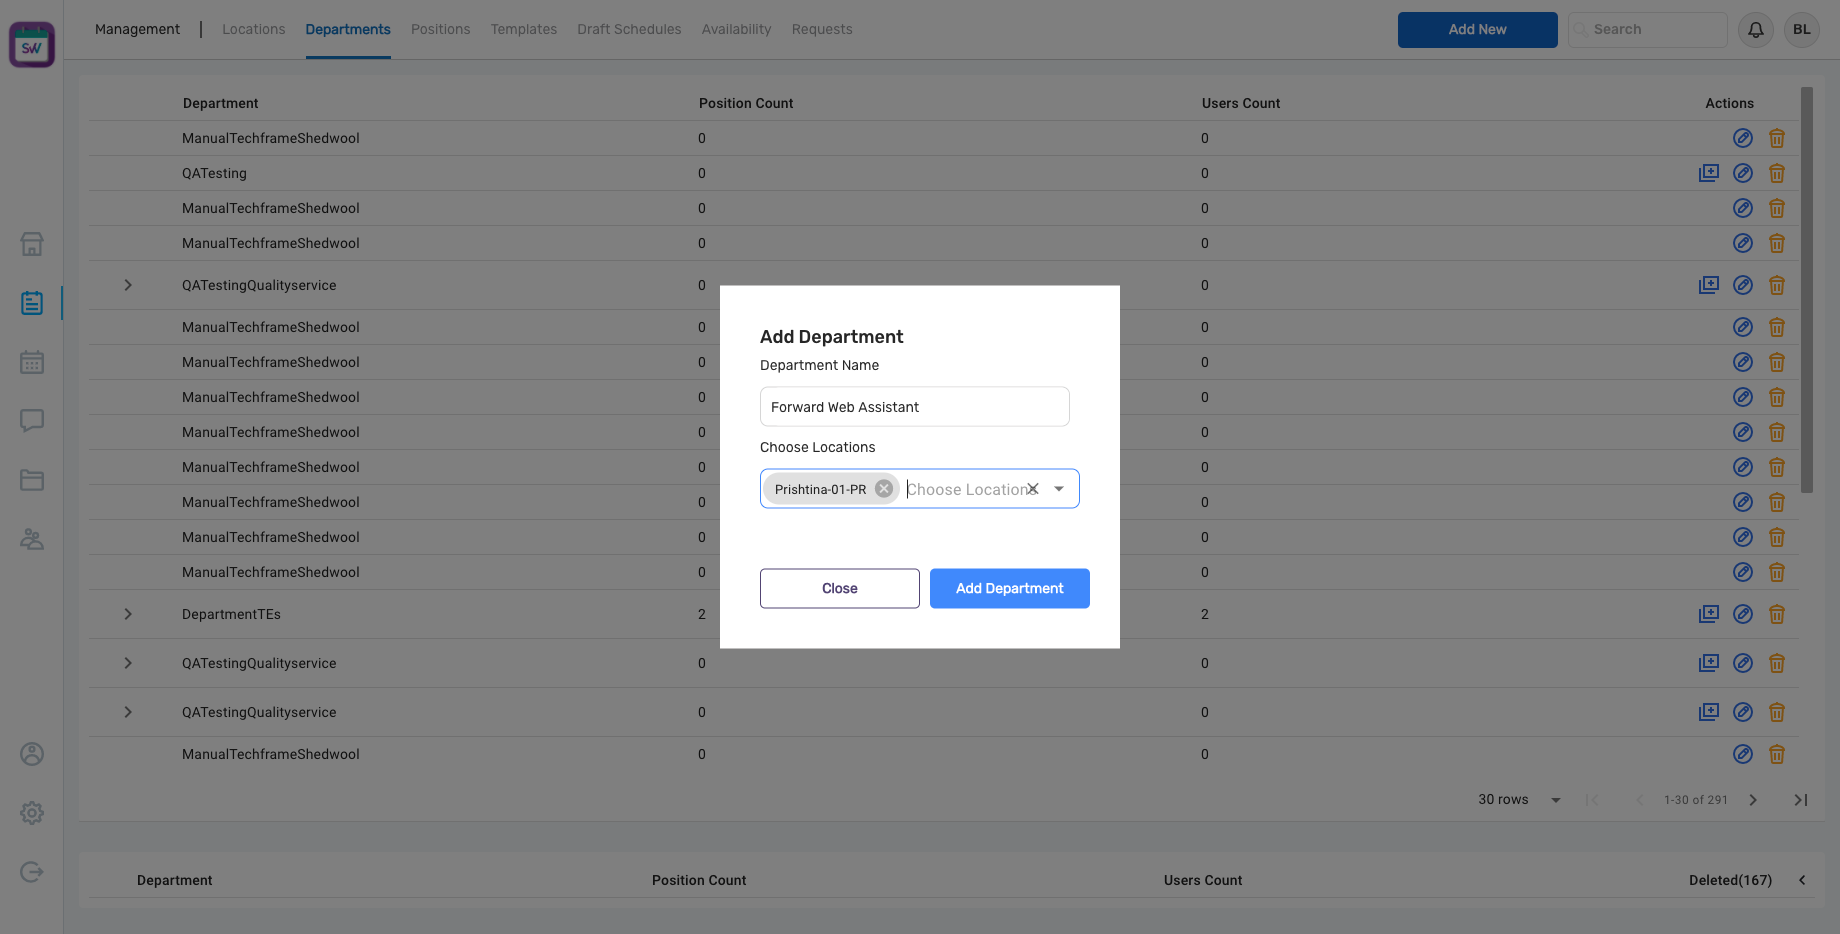 SW
Management | Locations Departments Positions Templates Draft Schedules Availability Requests Add New Search BL
Department Position Count Users Count Actions
ManualTechframeShedwool 0 0
QATesting 0 0
ManualTechframeShedwool 0 0
ManualTechframeShedwool 0 0
QATestingQualityservice 0 0
ManualTechframeShedwool 0 0
ManualTechframeShedwool 0 0
ManualTechframeShedwool 0 0
ManualTechframeShedwool 0 0
ManualTechframeShedwool 0 0
ManualTechframeShedwool 0 0
ManualTechframeShedwool 0 0
ManualTechframeShedwool 0 0
DepartmentTEs 2 2
QATestingQualityservice 0 0
QATestingQualityservice 0 0
ManualTechframeShedwool 0 0
30 rows 1-30 of 291
Department Position Count Users Count Deleted(167)
Add Department
Department Name
Forward Web Assistant
Choose Locations
Prishtina-01-PR Choose Locations
Close Add Department